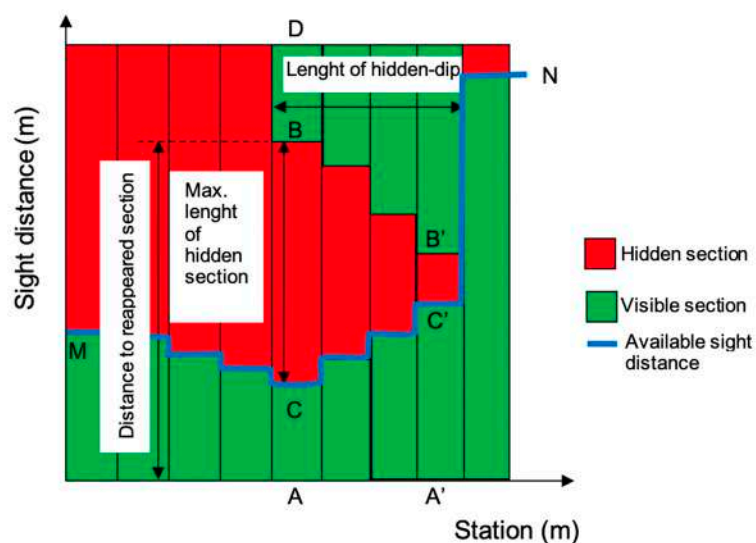 D
Lenght of hidden-dip
N
B
Max.
lenght
of
hidden
section
Distance to reappeared section
Sight distance (m)
B'
C'
M
C
A
A'
Station (m)
Hidden section
Visible section
Available sight
distance